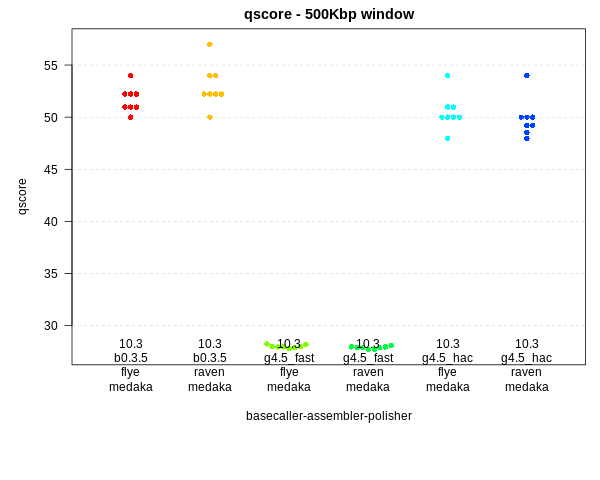 qscore - 500Kbp window
qscore
55
50
45
40
35
30
10.3 10.3 10.3 10.3 10.3 10.3
b0.3.5 b0.3.5 g4.5_fast g4.5_fast g4.5_hac g4.5_hac
flye raven flye raven flye raven
medaka medaka medaka medaka medaka medaka
basecaller-assembler-polisher